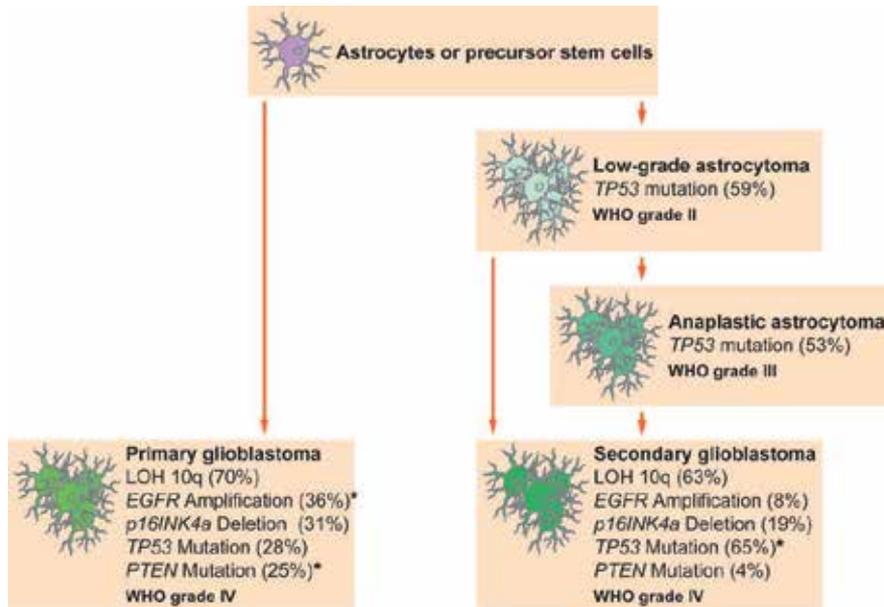 Astrocytes or precursor stem cells
Low-grade astrocytoma
TP53 mutation (59%)
WHO grade II
Anaplastic astrocytoma
TP53 mutation (53%)
WHO grade III
Primary glioblastoma
LOH 10q (70%)
EGFR Amplification (36%)*
p16INK4a Deletion (31%)
TP53 Mutation (28%)
PTEN Mutation (25%)*
WHO grade IV
Secondary glioblastoma
LOH 10q (63%)
EGFR Amplification (8%)
p16INK4a Deletion (19%)
TP53 Mutation (65%)*
PTEN Mutation (4%)
WHO grade IV